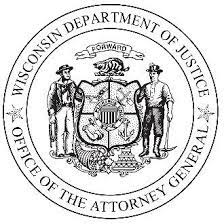 WISCONSIN DEPARTMENT OF JUSTICE
FORWARD
OFFICE OF THE ATTORNEY GENERAL